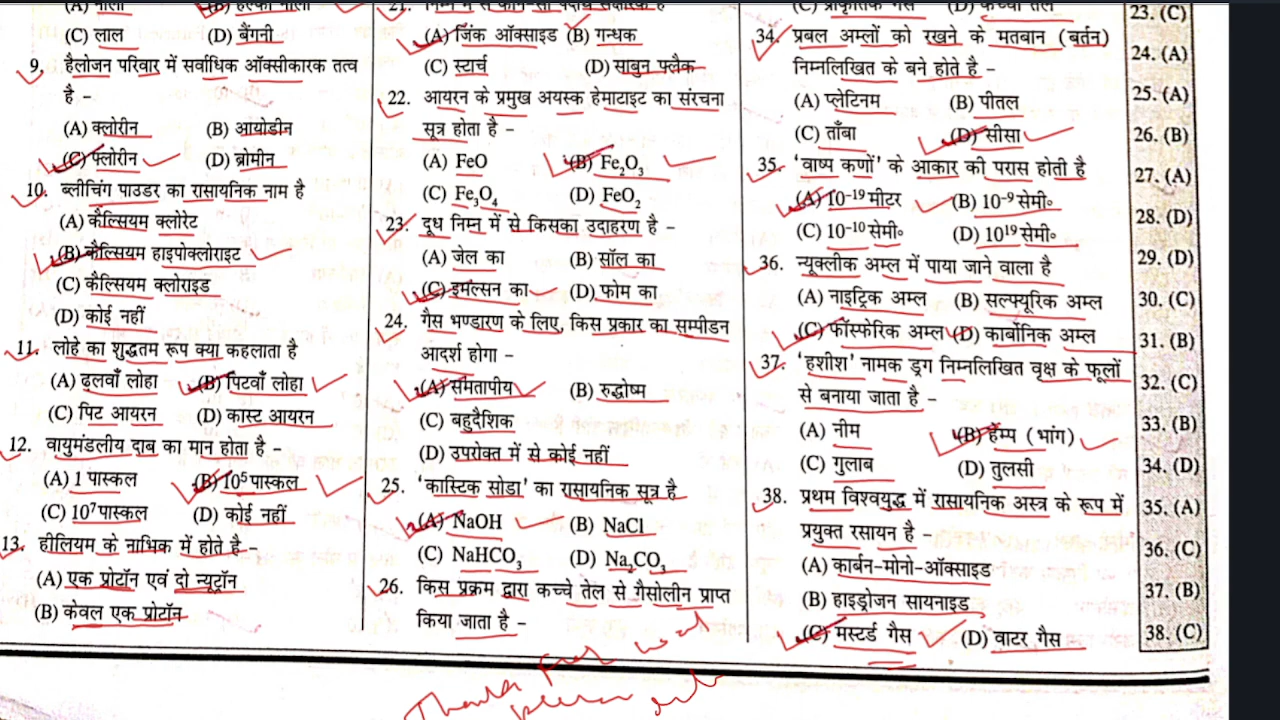 (A) नीला (B) हल्का नीला
(C) लाल (D) बैंगनी
9. हैलोजन परिवार में सर्वाधिक ऑक्सीकारक तत्व
है -
(A) क्लोरीन (B) आयोडीन
(C) फ्लोरीन (D) ब्रोमीन
10. ब्लीचिंग पाउडर का रासायनिक नाम है
(A) कैल्सियम क्लोरेट
(B) कैल्सियम हाइपोक्लोराइट
(C) कैल्सियम क्लोराइड
(D) कोई नहीं
11. लोहे का शुद्धतम रूप क्या कहलाता है
(A) ढलवाँ लोहा (B) पिटवाँ लोहा
(C) पिट आयरन (D) कास्ट आयरन
12. वायुमंडलीय दाब का मान होता है -
(A) 1 पास्कल (B) 10⁵ पास्कल
(C) 10⁷ पास्कल (D) कोई नहीं
13. हीलियम के नाभिक में होते है -
(A) एक प्रोटॉन एवं दो न्यूट्रॉन
(B) केवल एक प्रोटॉन
21. निम्न में से कौन-सा पदार्थ संक्षारक है
(A) जिंक ऑक्साइड (B) गन्धक
(C) स्टार्च (D) साबुन फ्लैक
22. आयरन के प्रमुख अयस्क हेमाटाइट का संरचना
सूत्र होता है -
(A) FeO (B) Fe₂O₃
(C) Fe₃O₄ (D) FeO₂
23. दूध निम्न में से किसका उदाहरण है -
(A) जेल का (B) सॉल का
(C) इमल्सन का (D) फोम का
24. गैस भण्डारण के लिए, किस प्रकार का सम्पीडन
आदर्श होगा -
(A) समतापीय (B) रुद्धोष्म
(C) बहुदैशिक
(D) उपरोक्त में से कोई नहीं
25. 'कास्टिक सोडा' का रासायनिक सूत्र है
(A) NaOH (B) NaCl
(C) NaHCO₃ (D) Na₂CO₃
26. किस प्रक्रम द्वारा कच्चे तेल से गैसोलीन प्राप्त
किया जाता है -
(C) प्राकृतिक गैस (D) कच्चा तेल
34. प्रबल अम्लों को रखने के मतबान (बर्तन)
निम्नलिखित के बने होते है -
(A) प्लेटिनम (B) पीतल
(C) ताँबा (D) सीसा
35. 'वाष्प कणों' के आकार की परास होती है
(A) 10⁻¹⁹ मीटर (B) 10⁻⁹ सेमी॰
(C) 10⁻¹⁰ सेमी॰ (D) 10¹⁹ सेमी॰
36. न्यूक्लीक अम्ल में पाया जाने वाला है
(A) नाइट्रिक अम्ल (B) सल्फ्यूरिक अम्ल
(C) फॉस्फेरिक अम्ल (D) कार्बोनिक अम्ल
37. 'हशीश' नामक ड्रग निम्नलिखित वृक्ष के फूलों
से बनाया जाता है -
(A) नीम (B) हैम्प (भांग)
(C) गुलाब (D) तुलसी
38. प्रथम विश्वयुद्ध में रासायनिक अस्त्र के रूप में
प्रयुक्त रसायन है -
(A) कार्बन-मोनो-ऑक्साइड
(B) हाइड्रोजन सायनाइड
(C) मस्टर्ड गैस (D) वाटर गैस
23. (C)
24. (A)
25. (A)
26. (B)
27. (A)
28. (D)
29. (D)
30. (C)
31. (B)
32. (C)
33. (B)
34. (D)
35. (A)
36. (C)
37. (B)
38. (C)